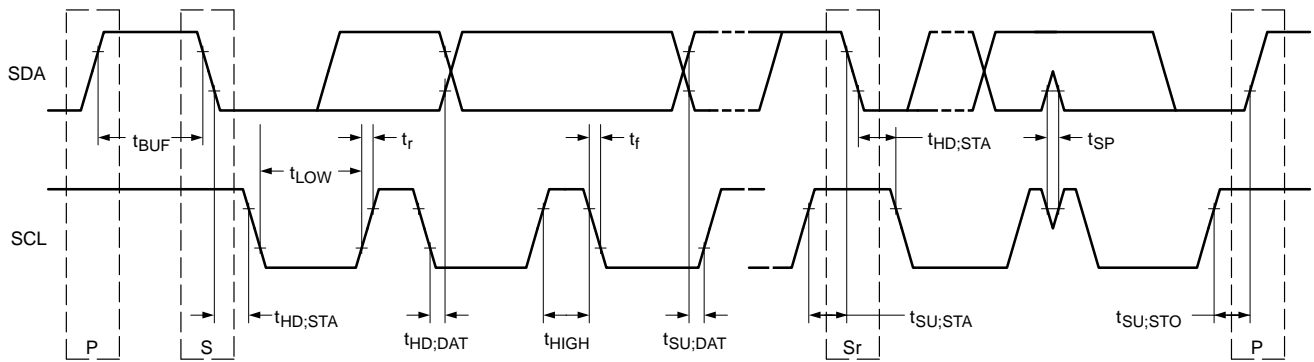 SDA
tBUF
tr
tf
tHD;STA
tSP
tLOW
SCL
tHD;STA
tHD;DAT
tHIGH
tSU;DAT
tSU;STA
tSU;STO
P
S
Sr
P